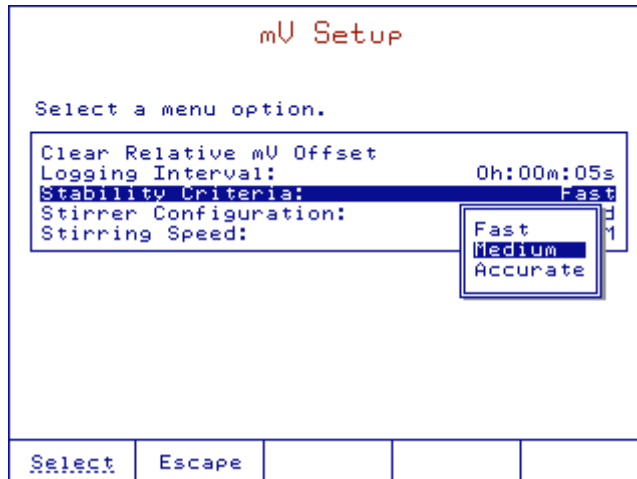 mV Setup
Select a menu option.
Clear Relative mV Offset
Logging Interval: 0h:00m:05s
Stability Criteria: Fast
Stirrer Configuration:
Stirring Speed:
Fast
Medium
Accurate
Select Escape